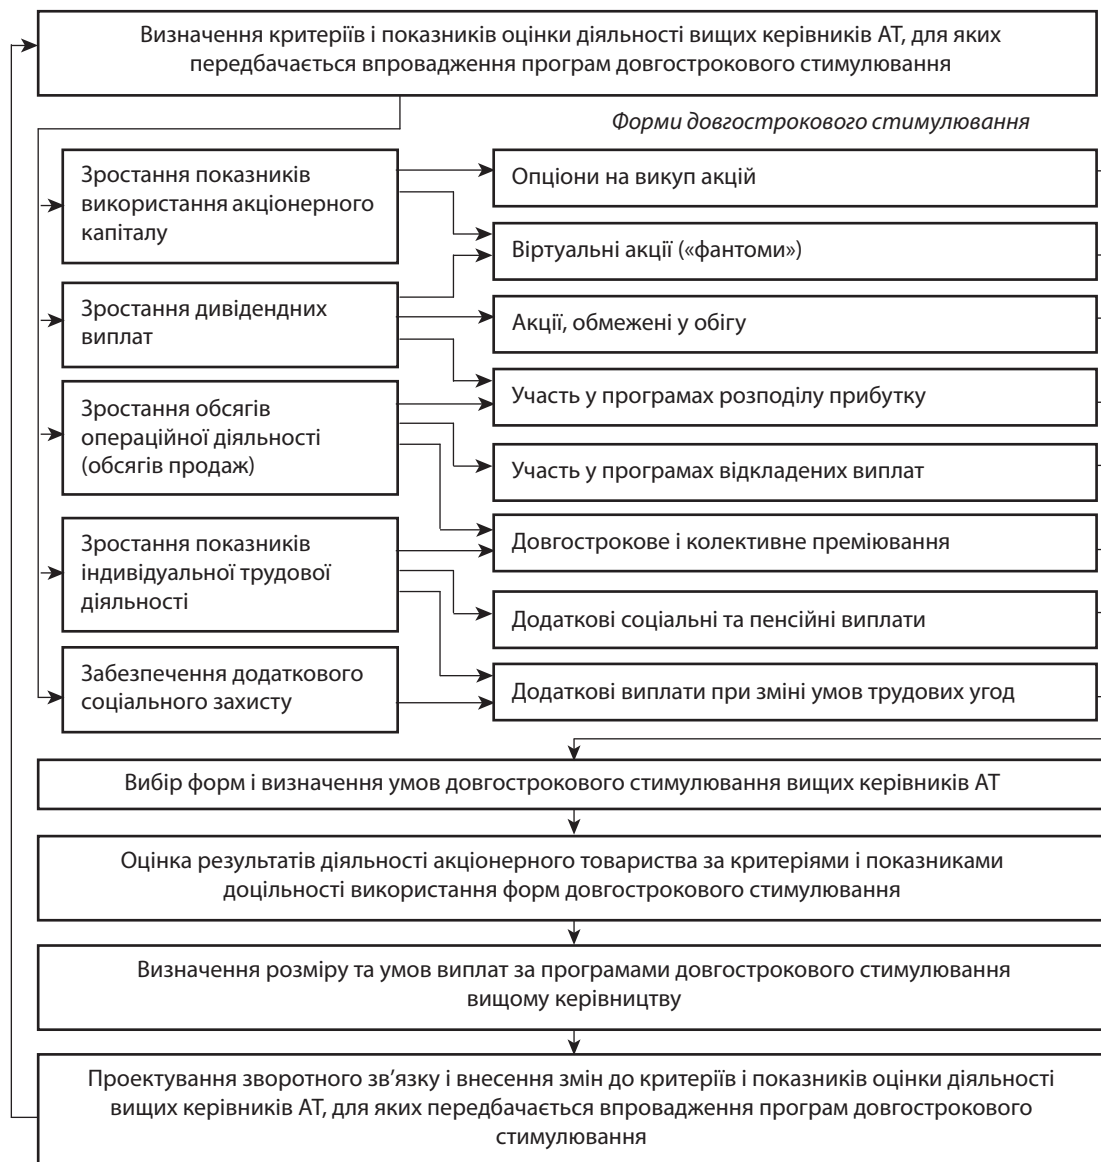 Визначення критеріїв і показників оцінки діяльності вищих керівників АТ, для яких
передбачається впровадження програм довгострокового стимулювання
Форми довгострокового стимулювання
Зростання показників
використання акціонерного
капіталу
Зростання дивідендних
виплат
Зростання обсягів
операційної діяльності
(обсягів продаж)
Зростання показників
індивідуальної трудової
діяльності
Забезпечення додаткового
соціального захисту
Опціони на викуп акцій
Віртуальні акції («фантоми»)
Акції, обмежені у обігу
Участь у програмах розподілу прибутку
Участь у програмах відкладених виплат
Довгострокове і колективне преміювання
Додаткові соціальні та пенсійні виплати
Додаткові виплати при зміні умов трудових угод
Вибір форм і визначення умов довгострокового стимулювання вищих керівників АТ
Оцінка результатів діяльності акціонерного товариства за критеріями і показниками
доцільності використання форм довгострокового стимулювання
Визначення розміру та умов виплат за програмами довгострокового стимулювання
вищому керівництву
Проектування зворотного зв’язку і внесення змін до критеріїв і показників оцінки діяльності
вищих керівників АТ, для яких передбачається впровадження програм довгострокового
стимулювання